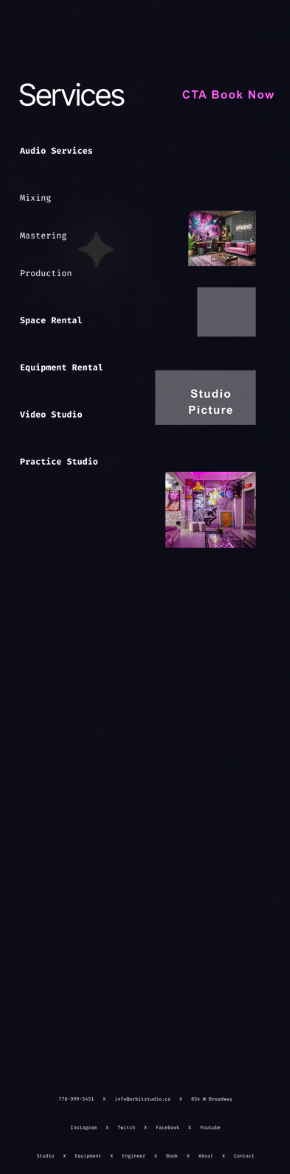 Services
CTA Book Now
Audio Services
Mixing
Mastering
Production
STUDIO
Space Rental
Equipment Rental
Video Studio
Studio
Picture
Practice Studio
778-999-5451 X info@orbitstudio.ca X 854 W Broadway
Instagram X Twitch X Facebook X Youtube
Studio X Equipment X Engineer X Book X About X Contact